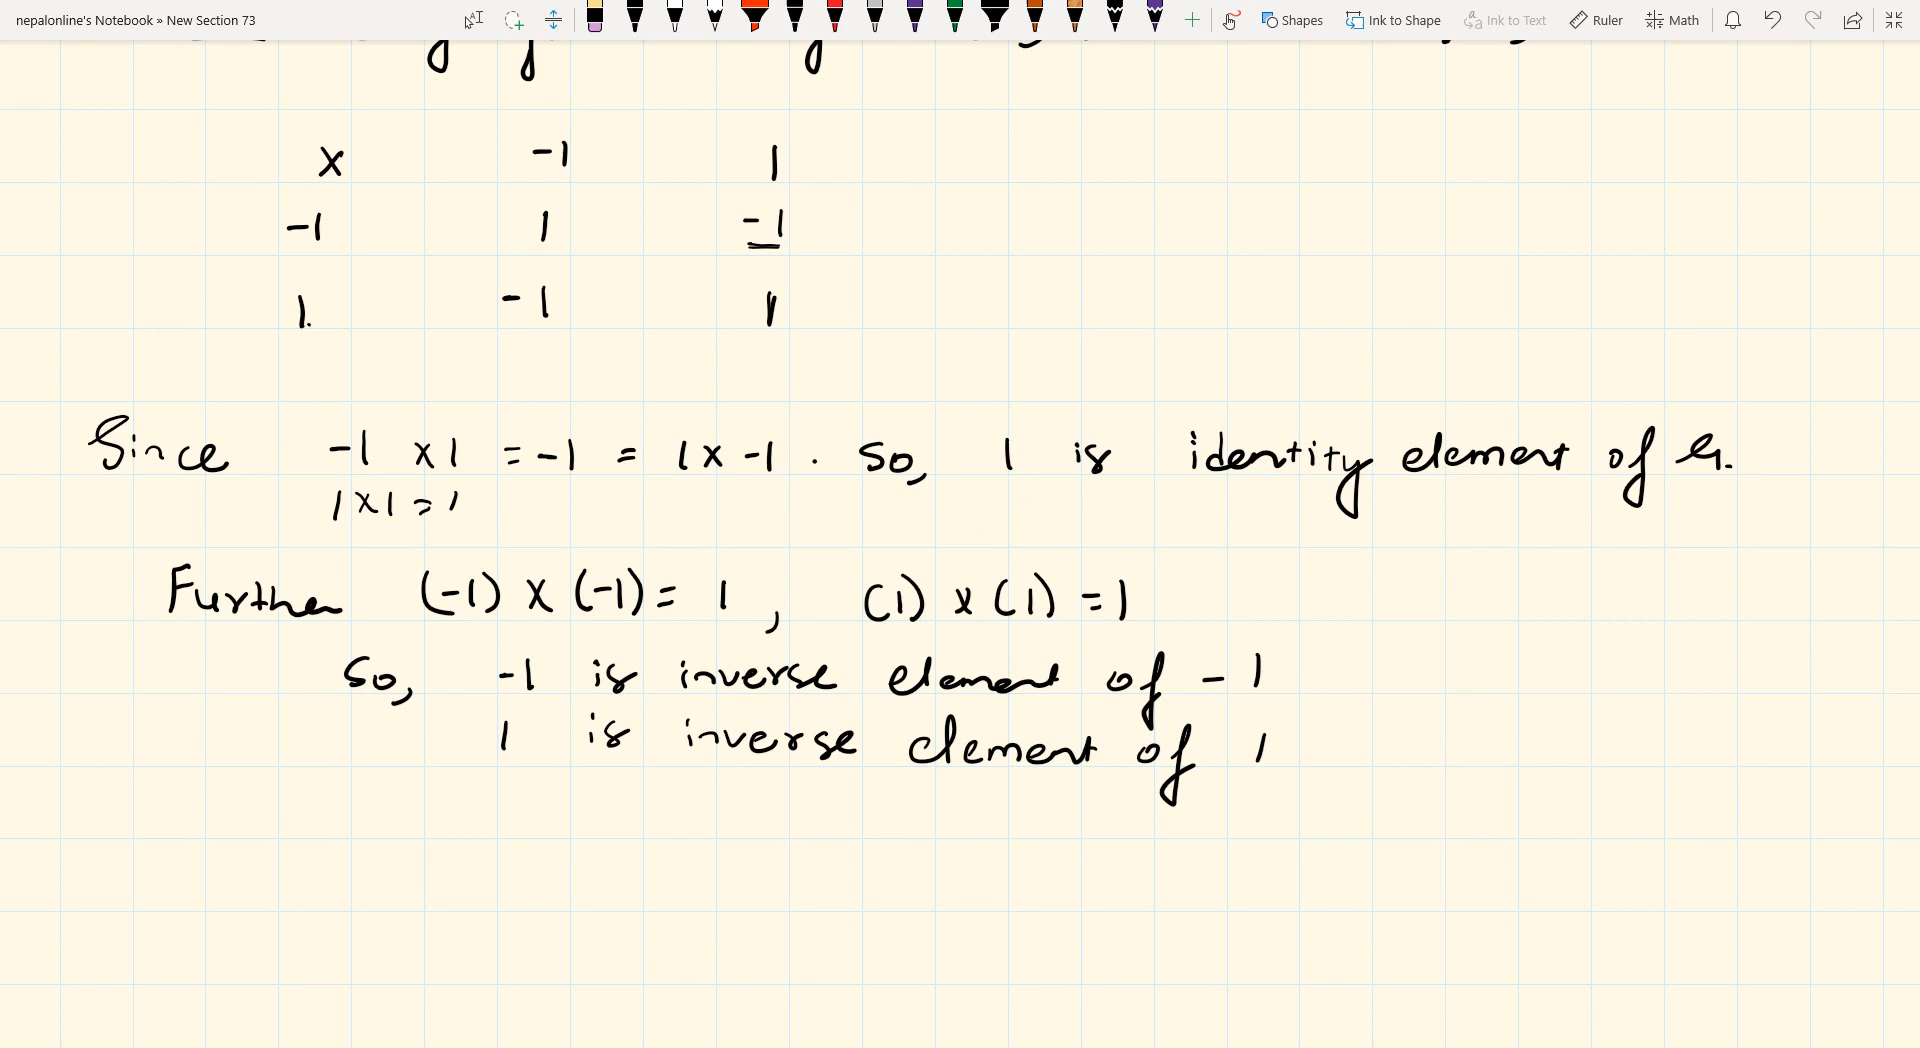 nepalonline's Notebook » New Section 73
Shapes Ink to Shape Ink to Text Ruler Math
x -1 1
-1 1 -1
1. -1 1
Since -1 x 1 = -1 = 1 x -1 . So, 1 is identity element of G.
1 x 1 = 1
Further (-1) x (-1) = 1 , (1) x (1) = 1
So, -1 is inverse element of -1
1 is inverse element of 1